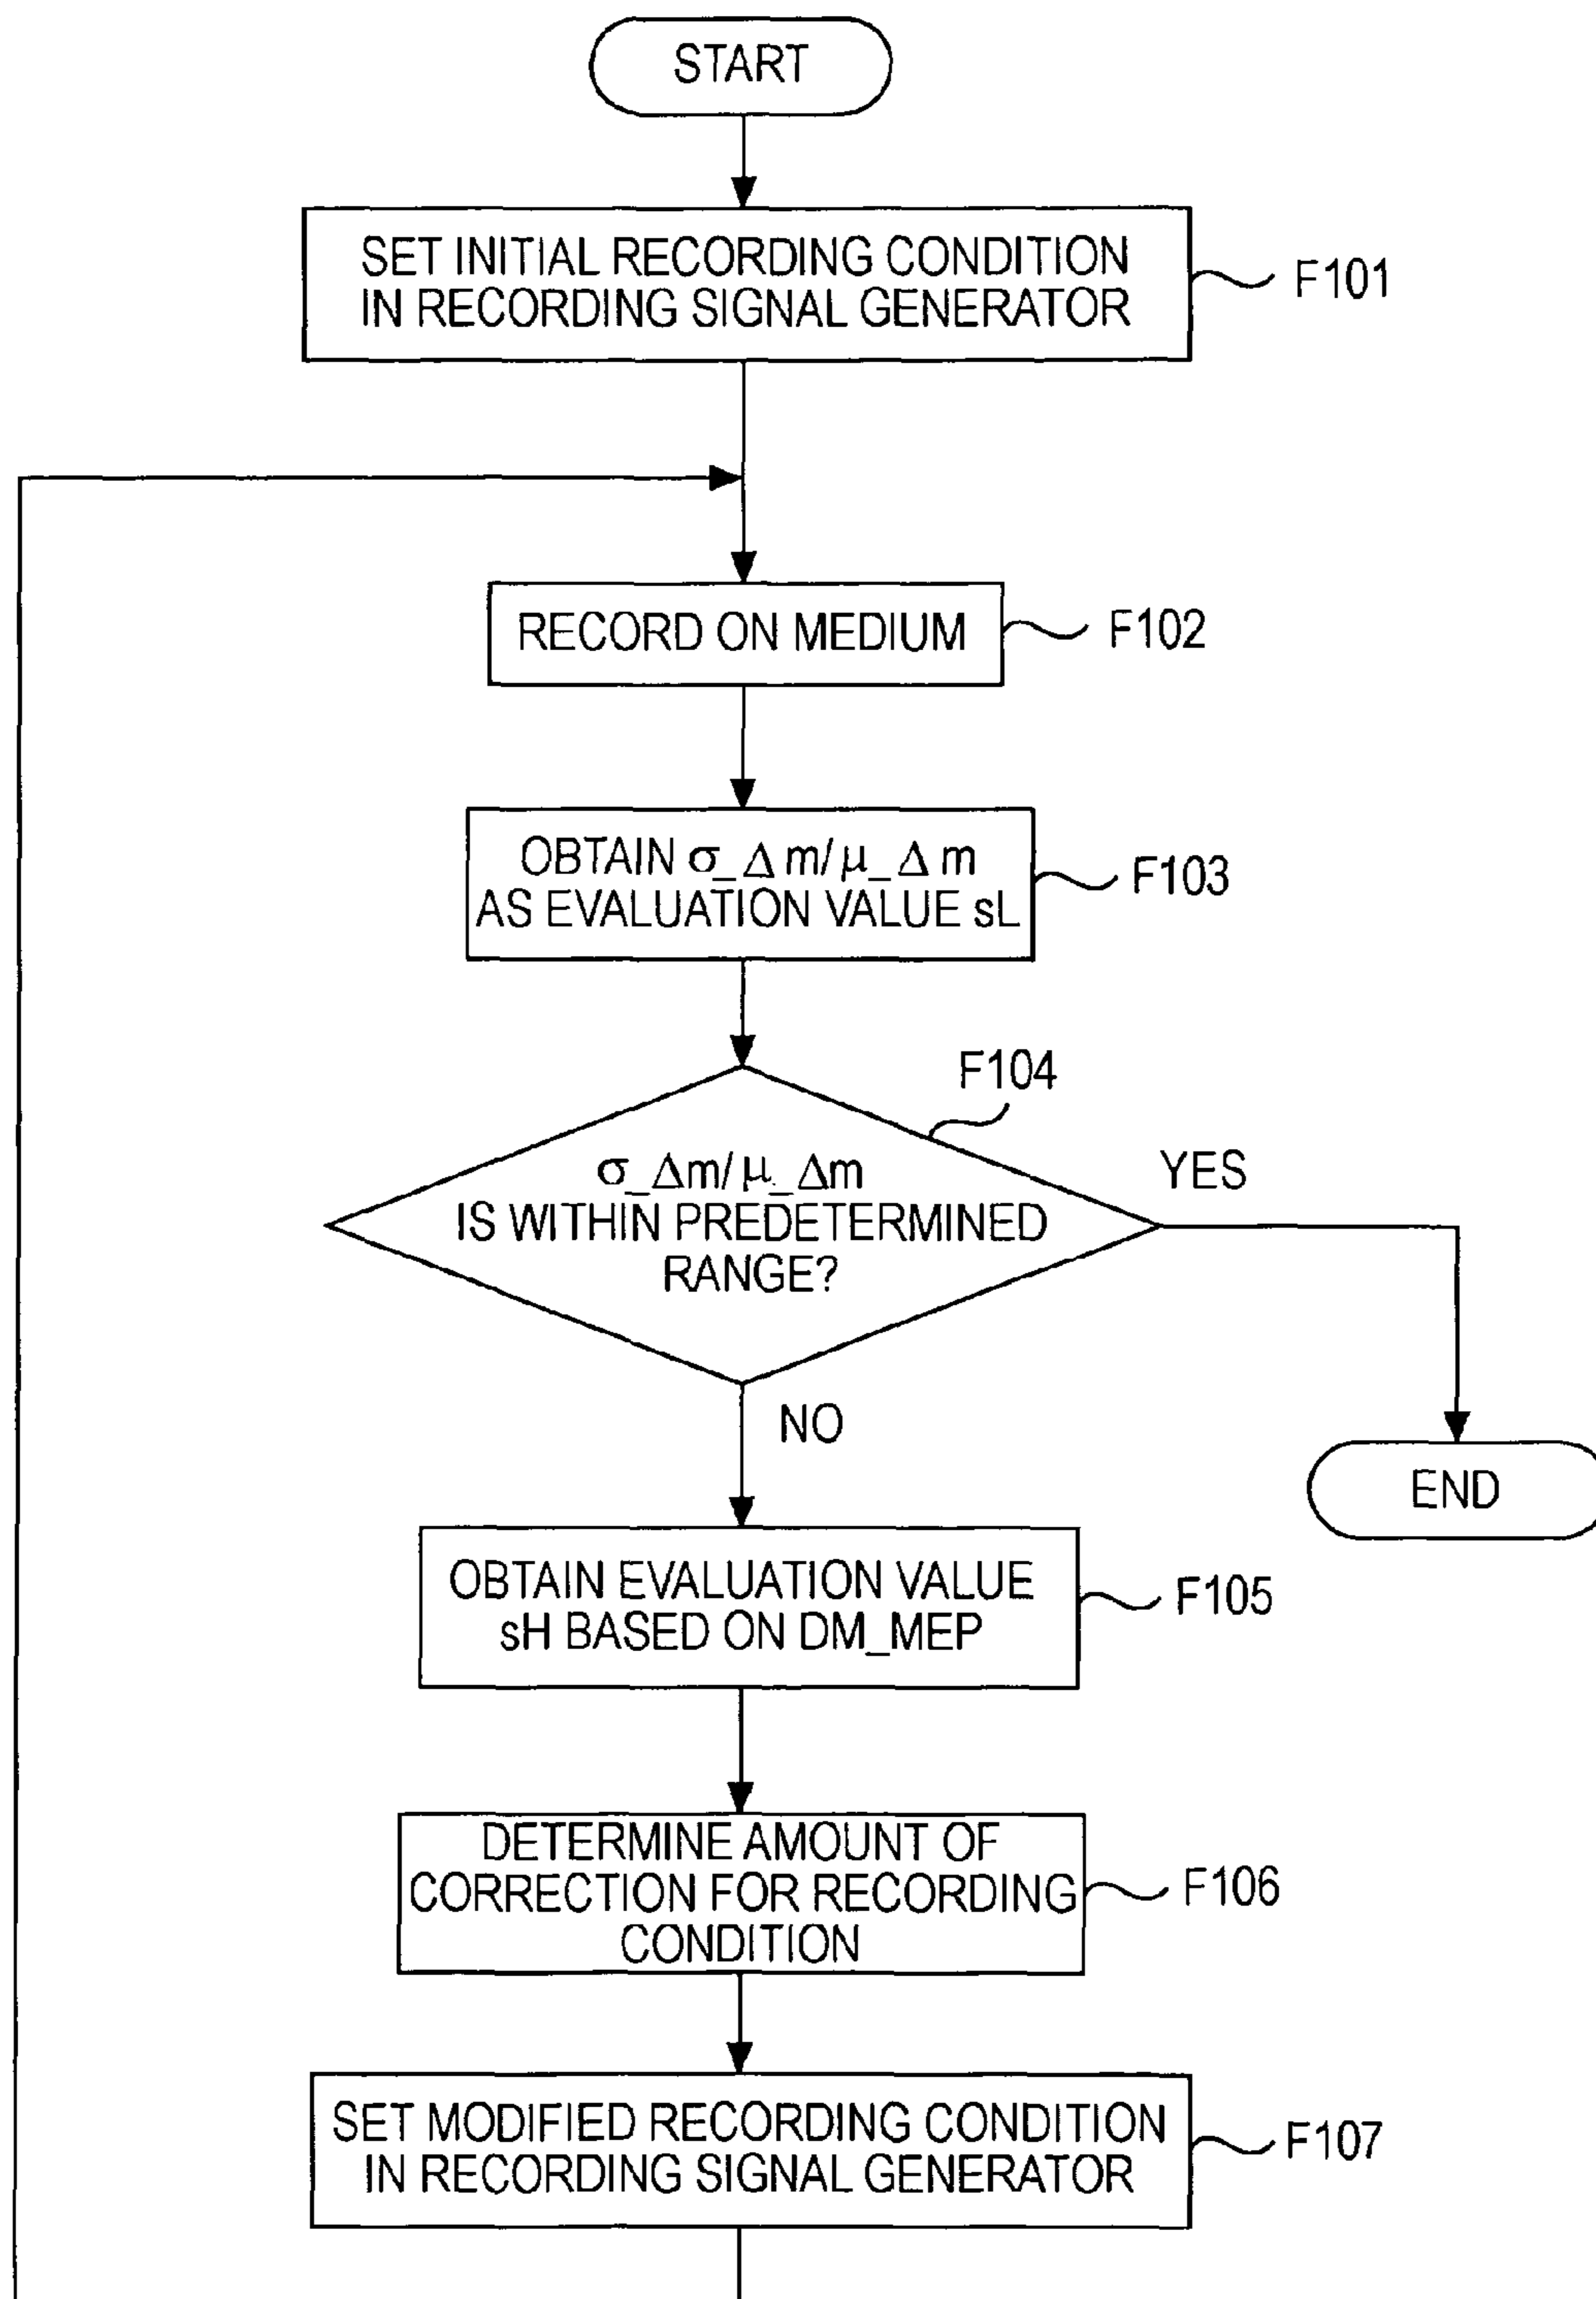 START
SET INITIAL RECORDING CONDITION
IN RECORDING SIGNAL GENERATOR
F101
RECORD ON MEDIUM
F102
OBTAIN σ_Δm/μ_Δm
AS EVALUATION VALUE sL
F103
F104
σ_Δm/μ_Δm
IS WITHIN PREDETERMINED
RANGE?
YES
NO
END
OBTAIN EVALUATION VALUE
sH BASED ON DM_MEP
F105
DETERMINE AMOUNT OF
CORRECTION FOR RECORDING
CONDITION
F106
SET MODIFIED RECORDING CONDITION
IN RECORDING SIGNAL GENERATOR
F107